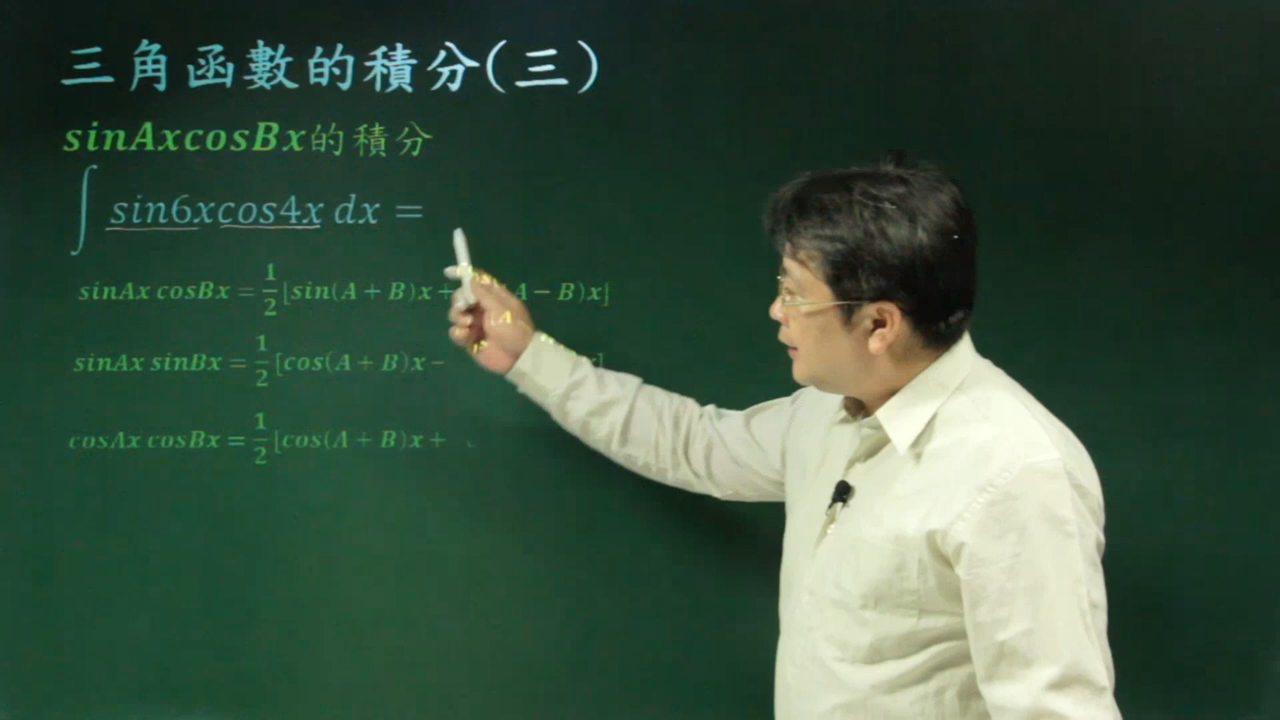 三角函數的積分(三)
sinAxcosBx的積分
∫ sin6xcos4x dx =
sinAx cosBx = 1/2 [sin(A + B)x + A − B)x]
sinAx sinBx = 1/2 [cos(A + B)x −
cosAx cosBx = 1/2 [cos(A + B)x +